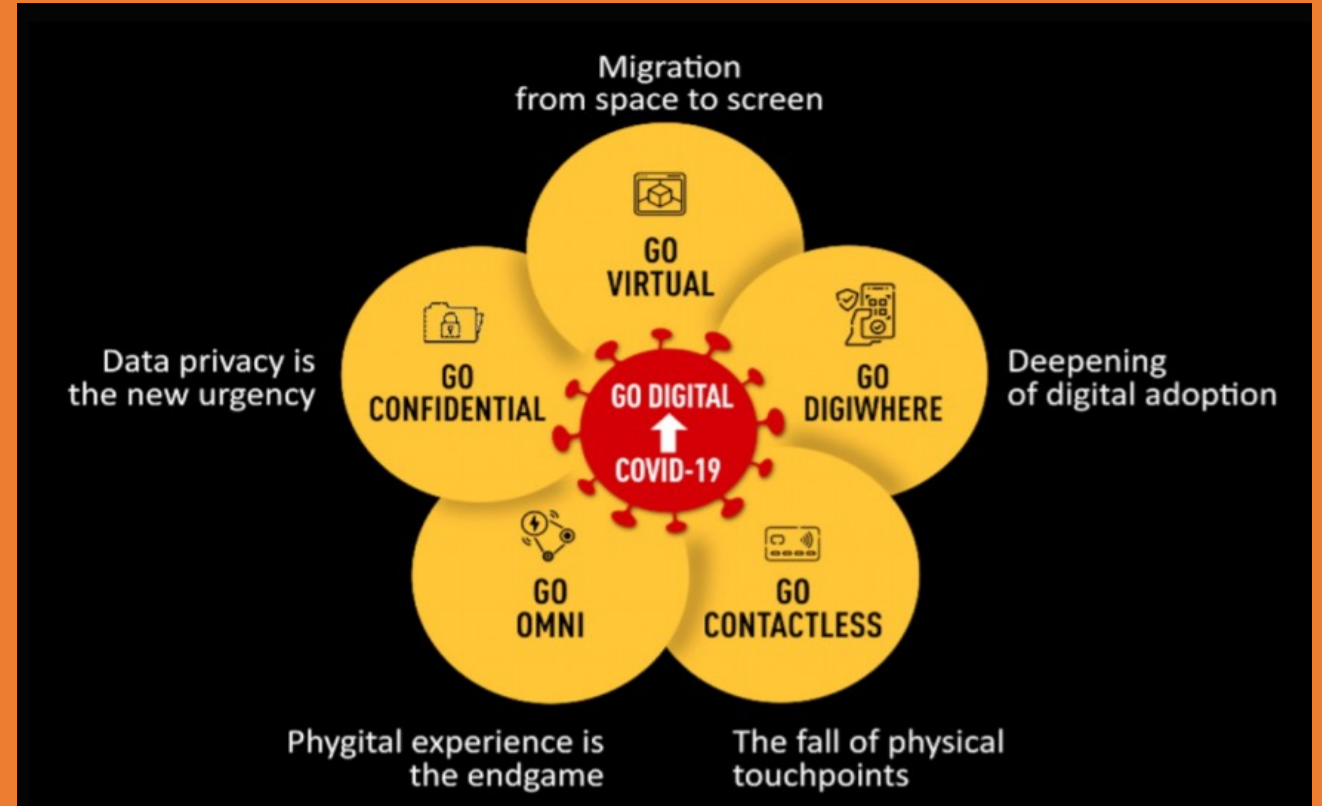 Migration
from space to screen
GO
VIRTUAL
GO
DIGIWHERE
Deepening
of digital adoption
GO
CONTACTLESS
The fall of physical
touchpoints
GO
OMNI
Phygital experience is
the endgame
GO
CONFIDENTIAL
Data privacy is
the new urgency
GO DIGITAL
COVID-19